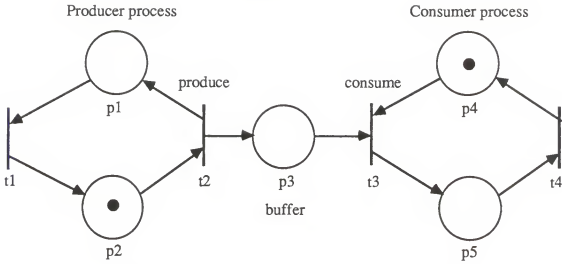 Producer process
Consumer process
produce
consume
p1
p4
t1
t2
p3
t3
t4
buffer
p2
p5